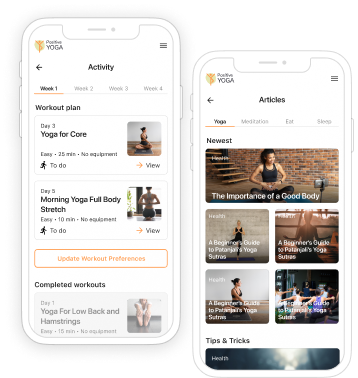 Positive
YOGA
Activity
Week 1
Week 2
Week 3
Week 4
Workout plan
Day 3
Yoga for Core
Easy • 25 min • No equipment
To do
View
Day 5
Morning Yoga Full Body
Stretch
Easy • 10 min • No equipment
To do
View
Update Workout Preferences
Completed workouts
Day 1
Yoga For Low Back and
Hamstrings
Easy • 15 min • No equipment
Positive
YOGA
Articles
Yoga
Meditation
Eat
Sleep
Newest
Health
The Importance of a Good Body
Health
A Beginner's Guide
to Patanjali's Yoga
Sutras
Health
A Beginner's Guide
to Patanjali's Yoga
Sutras
Health
A Beginner's Guide
to Patanjali's Yoga
Sutras
Health
A Beginner's Guide
to Patanjali's Yoga
Sutras
Tips & Tricks
Health